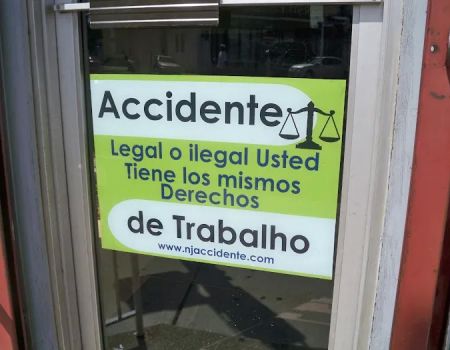 Accidente
Legal o ilegal Usted
Tiene los mismos
Derechos
de Trabalho
www.njaccidente.com